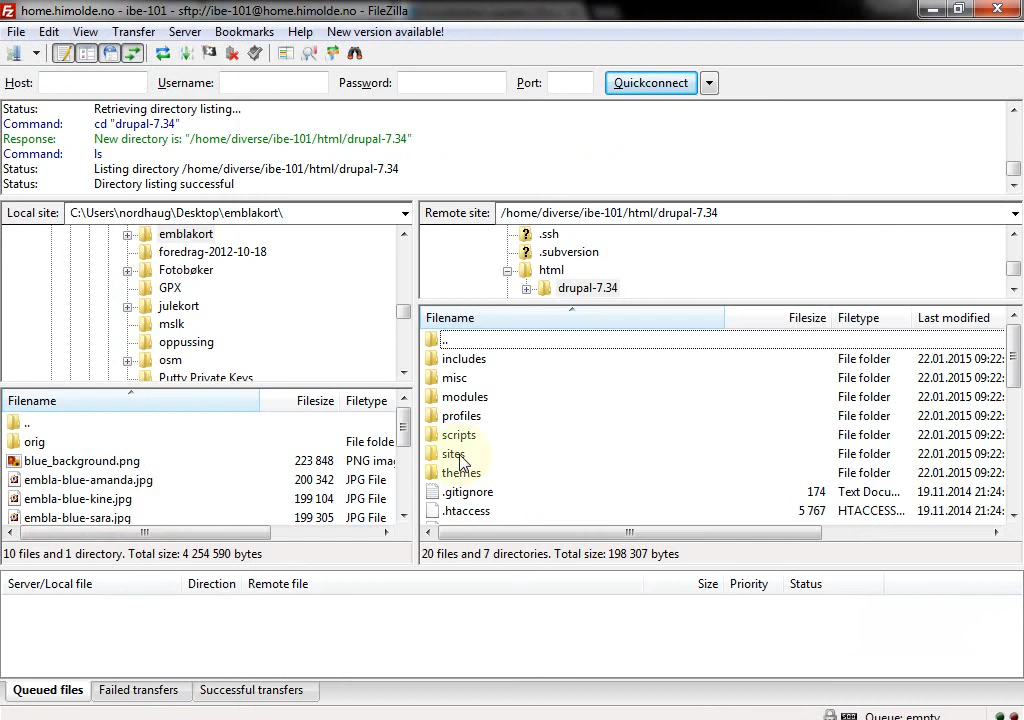 home.himolde.no - ibe-101 - sftp://ibe-101@home.himolde.no - FileZilla
File Edit View Transfer Server Bookmarks Help New version available!
Host: Username: Password: Port: Quickconnect
Status: Retrieving directory listing...
Command: cd "drupal-7.34"
Response: New directory is: "/home/diverse/ibe-101/html/drupal-7.34"
Command: ls
Status: Listing directory /home/diverse/ibe-101/html/drupal-7.34
Status: Directory listing successful
Local site: C:\Users\nordhaug\Desktop\emblakort\
emblakort
foredrag-2012-10-18
Fotobøker
GPX
julekort
mslk
oppussing
osm
Putty Private Keys
Filename Filesize Filetype
..
orig File folde
blue_background.png 223 848 PNG imag
embla-blue-amanda.jpg 200 342 JPG File
embla-blue-kine.jpg 199 104 JPG File
embla-blue-sara.jpg 199 305 JPG File
10 files and 1 directory. Total size: 4 254 590 bytes
Remote site: /home/diverse/ibe-101/html/drupal-7.34
? .ssh
? .subversion
html
drupal-7.34
Filename Filesize Filetype Last modified
..
includes File folder 22.01.2015 09:22:
misc File folder 22.01.2015 09:22:
modules File folder 22.01.2015 09:22:
profiles File folder 22.01.2015 09:22:
scripts File folder 22.01.2015 09:22:
sites File folder 22.01.2015 09:22:
themes File folder 22.01.2015 09:22:
.gitignore 174 Text Docu... 19.11.2014 21:24:
.htaccess 5 767 HTACCESS... 19.11.2014 21:24:
20 files and 7 directories. Total size: 198 307 bytes
Server/Local file Direction Remote file Size Priority Status
Queued files Failed transfers Successful transfers
Queue: empty